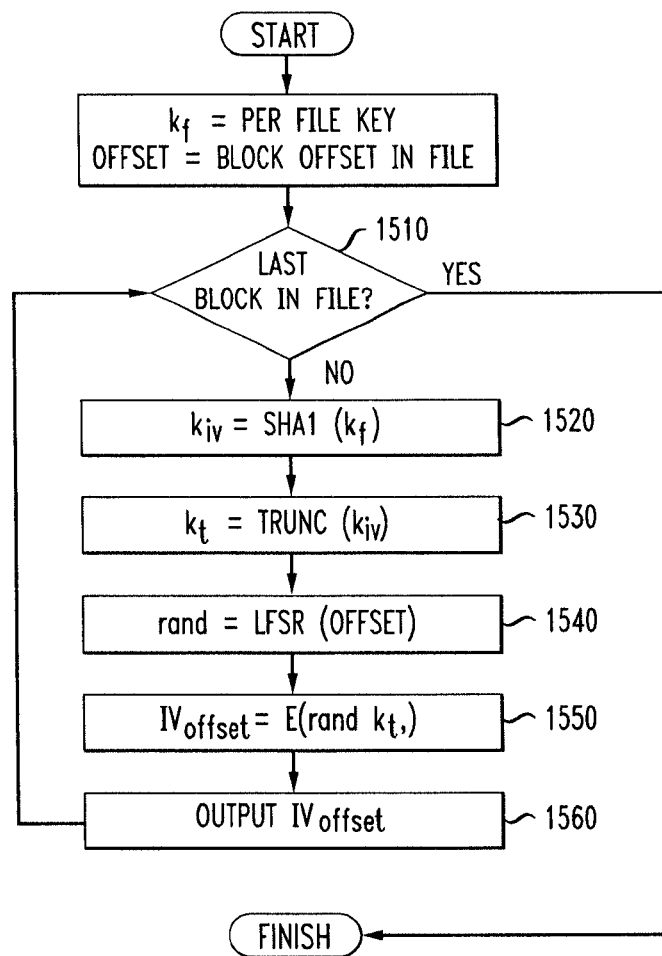 START
k_f = PER FILE KEY
OFFSET = BLOCK OFFSET IN FILE
1510
LAST
BLOCK IN FILE?
YES
NO
k_iv = SHA1 (k_f)
1520
k_t = TRUNC (k_iv)
1530
rand = LFSR (OFFSET)
1540
IV_offset = E(rand k_t,)
1550
OUTPUT IV_offset
1560
FINISH